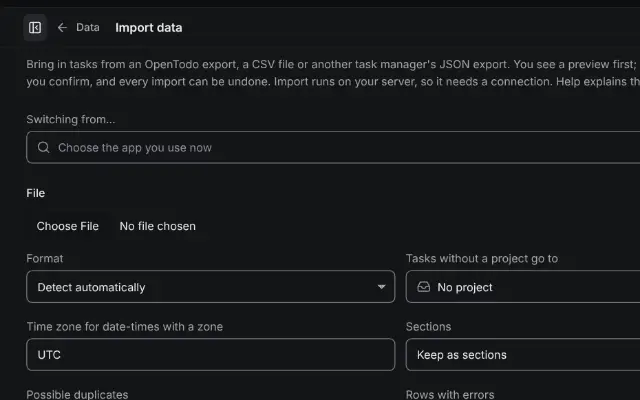 Data Import data
Bring in tasks from an OpenTodo export, a CSV file or another task manager's JSON export. You see a preview first;
you confirm, and every import can be undone. Import runs on your server, so it needs a connection. Help explains
Switching from...
Choose the app you use now
File
Choose File No file chosen
Format
Tasks without a project go to
Detect automatically
No project
Time zone for date-times with a zone
Sections
UTC
Keep as sections
Possible duplicates
Rows with errors